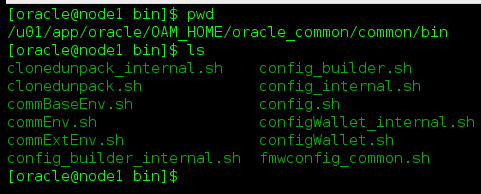 [oracle@node1 bin]$ pwd
/u01/app/oracle/OAM_HOME/oracle_common/common/bin
[oracle@node1 bin]$ ls
clonedunpack_internal.sh config_builder.sh
clonedunpack.sh config_internal.sh
commBaseEnv.sh config.sh
commEnv.sh configWallet_internal.sh
commExtEnv.sh configWallet.sh
config_builder_internal.sh fmwconfig_common.sh
[oracle@node1 bin]$